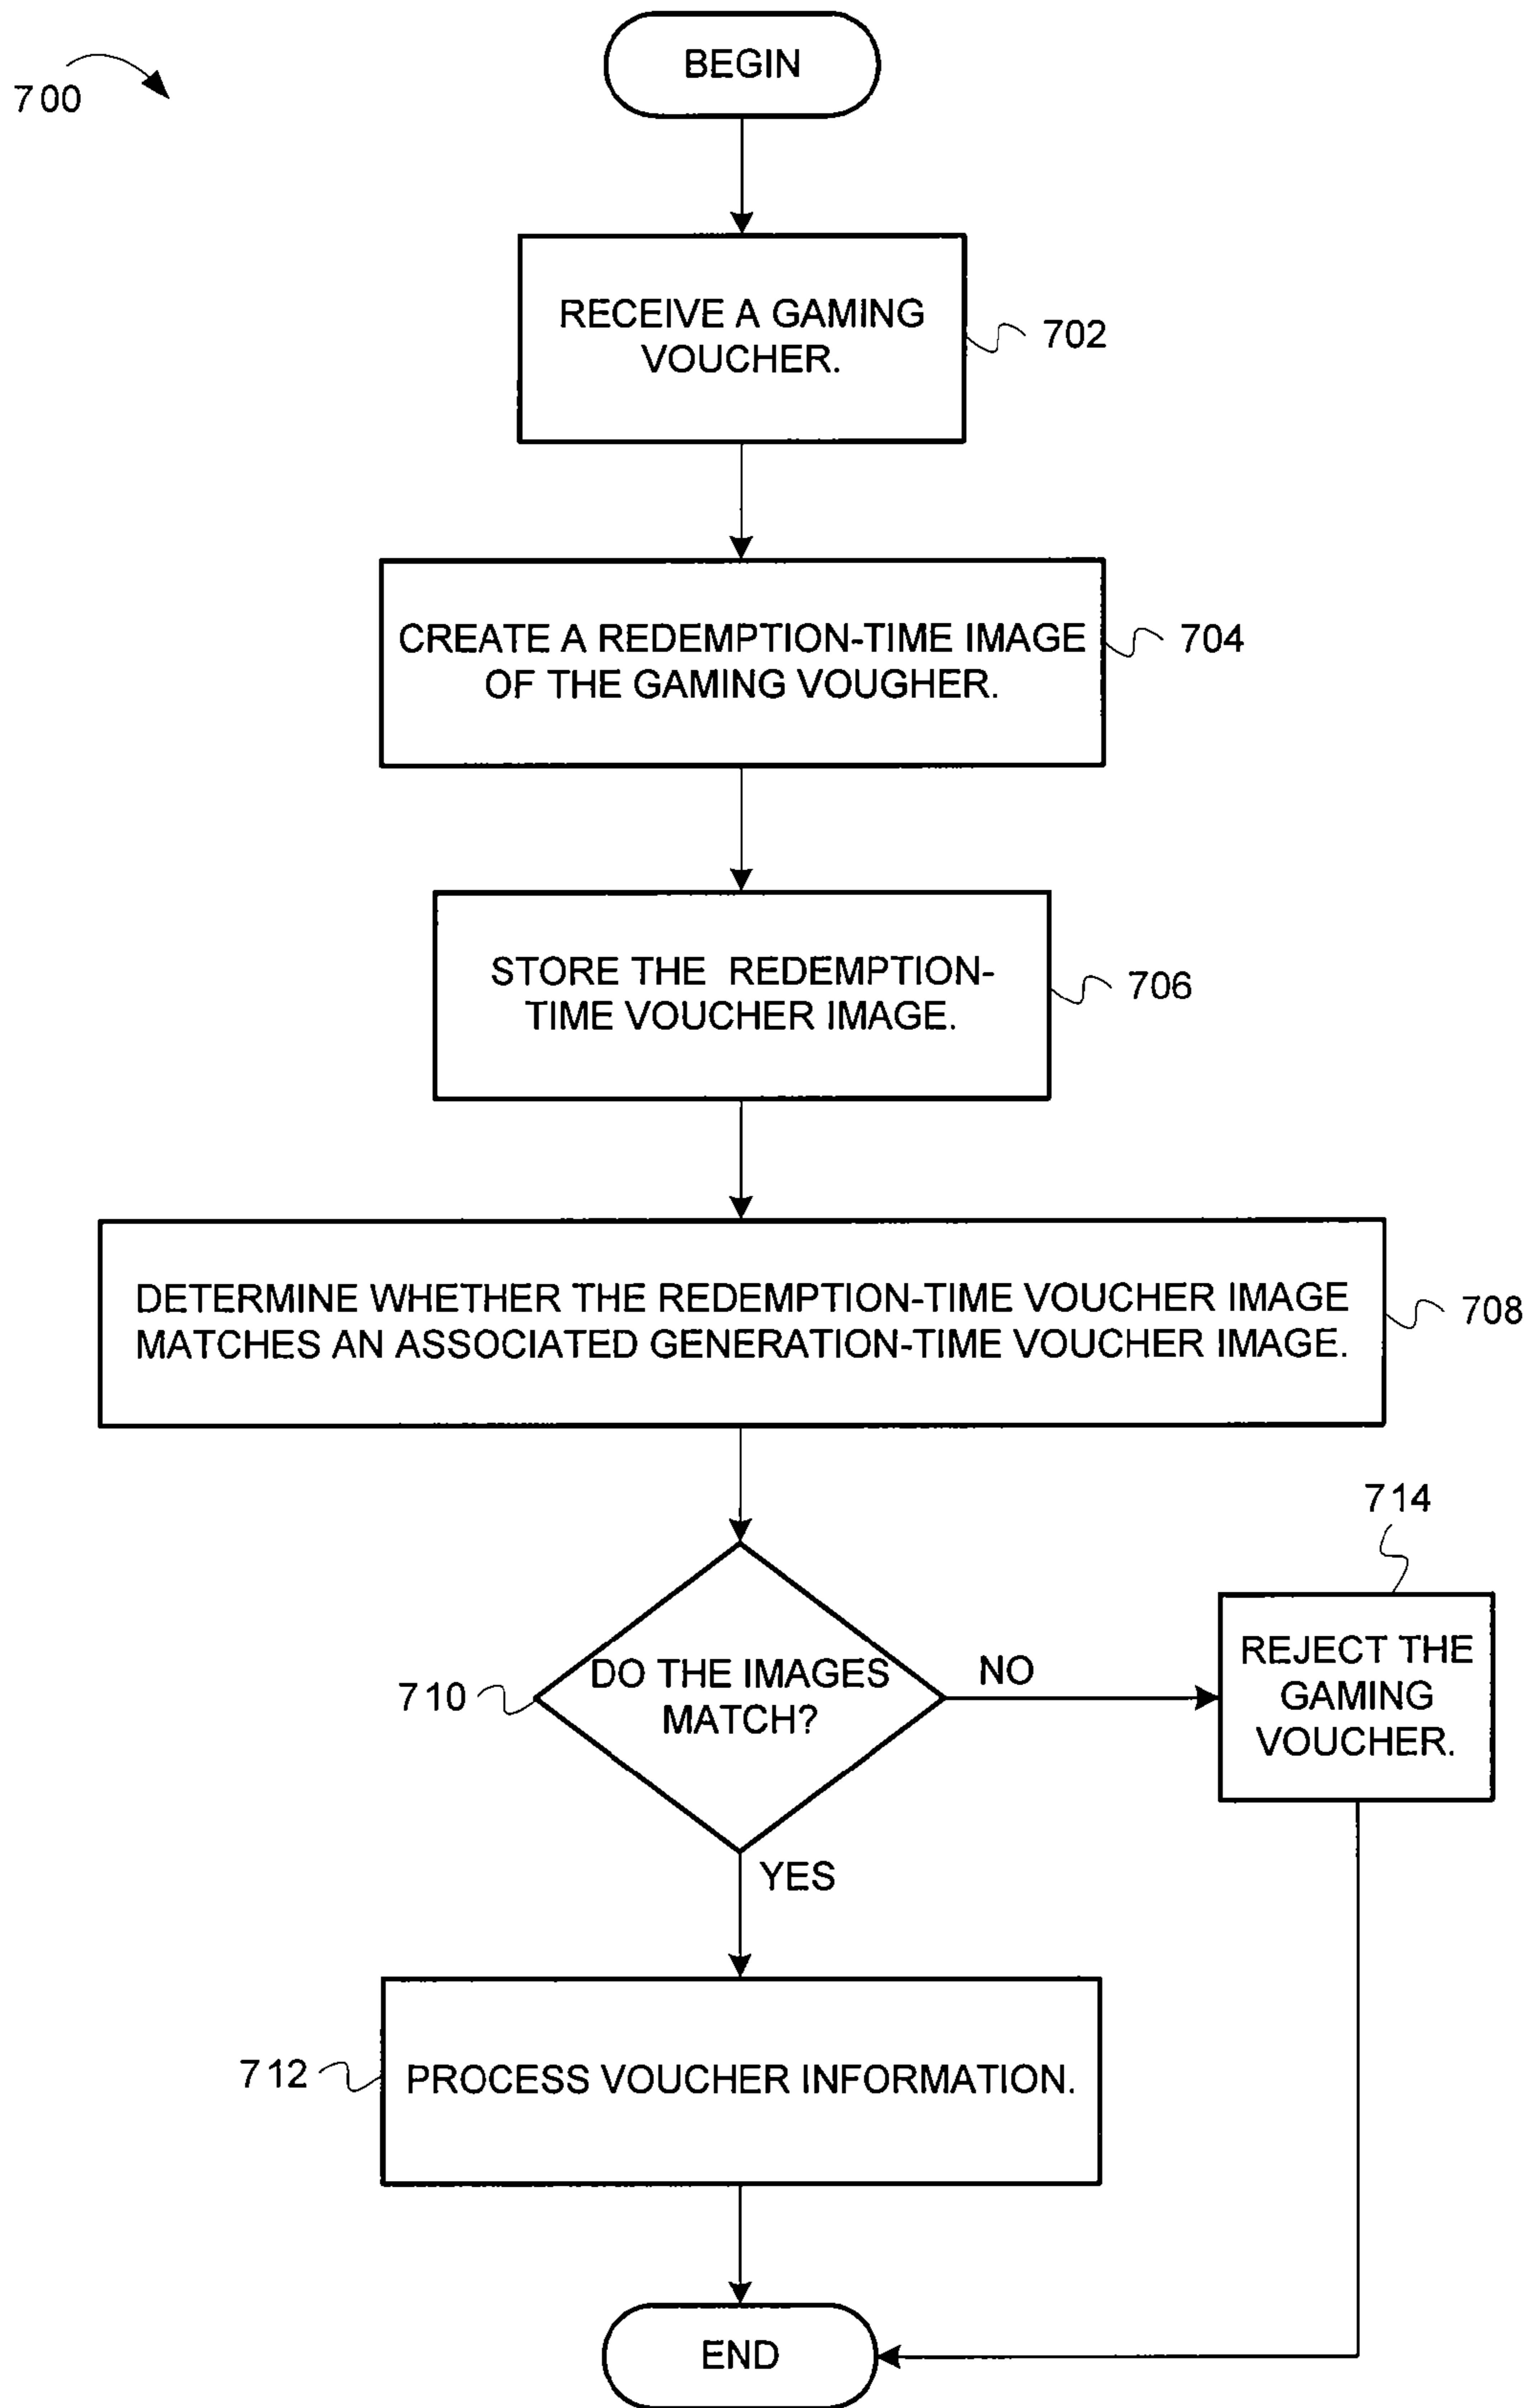 700
BEGIN
RECEIVE A GAMING
VOUCHER.
702
CREATE A REDEMPTION-TIME IMAGE
OF THE GAMING VOUGHER.
704
STORE THE REDEMPTION-
TIME VOUCHER IMAGE.
706
DETERMINE WHETHER THE REDEMPTION-TIME VOUCHER IMAGE
MATCHES AN ASSOCIATED GENERATION-TIME VOUCHER IMAGE.
708
710
DO THE IMAGES
MATCH?
NO
714
REJECT THE
GAMING
VOUCHER.
YES
712
PROCESS VOUCHER INFORMATION.
END